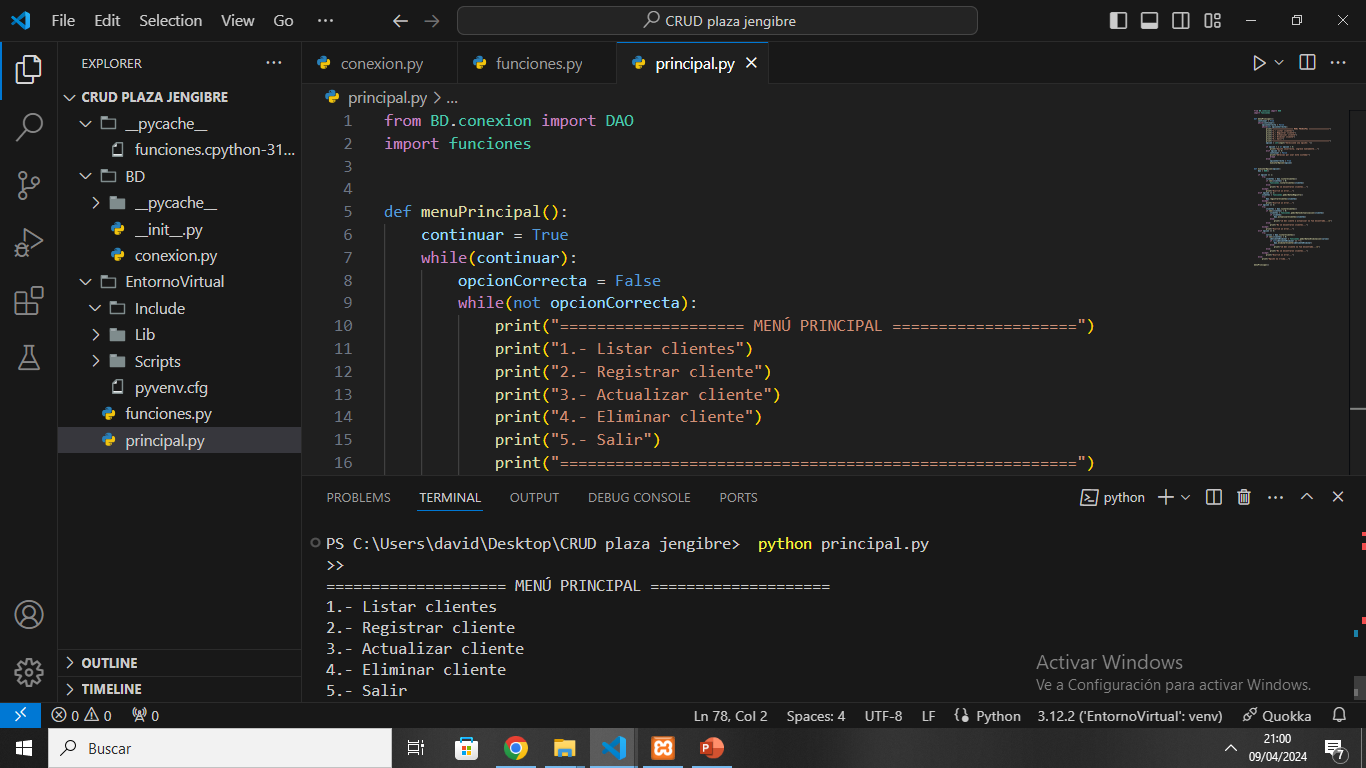 File Edit Selection View Go ··· CRUD plaza jengibre
EXPLORER ···
CRUD PLAZA JENGIBRE
__pycache__
funciones.cpython-31...
BD
__pycache__
__init__.py
conexion.py
EntornoVirtual
Include
Lib
Scripts
pyvenv.cfg
funciones.py
principal.py
OUTLINE
TIMELINE
conexion.py funciones.py principal.py
principal.py > ...
1 from BD.conexion import DAO
2 import funciones
3
4
5 def menuPrincipal():
6 continuar = True
7 while(continuar):
8 opcionCorrecta = False
9 while(not opcionCorrecta):
10 print("==================== MENÚ PRINCIPAL ====================")
11 print("1.- Listar clientes")
12 print("2.- Registrar cliente")
13 print("3.- Actualizar cliente")
14 print("4.- Eliminar cliente")
15 print("5.- Salir")
16 print("========================================================")
PROBLEMS TERMINAL OUTPUT DEBUG CONSOLE PORTS python
PS C:\Users\david\Desktop\CRUD plaza jengibre> python principal.py
>>
==================== MENÚ PRINCIPAL ====================
1.- Listar clientes
2.- Registrar cliente
3.- Actualizar cliente
4.- Eliminar cliente
5.- Salir
Activar Windows
Ve a Configuración para activar Windows.
0 0 0 Ln 78, Col 2 Spaces: 4 UTF-8 LF Python 3.12.2 ('EntornoVirtual': venv) Quokka
Buscar
21:00
09/04/2024
7